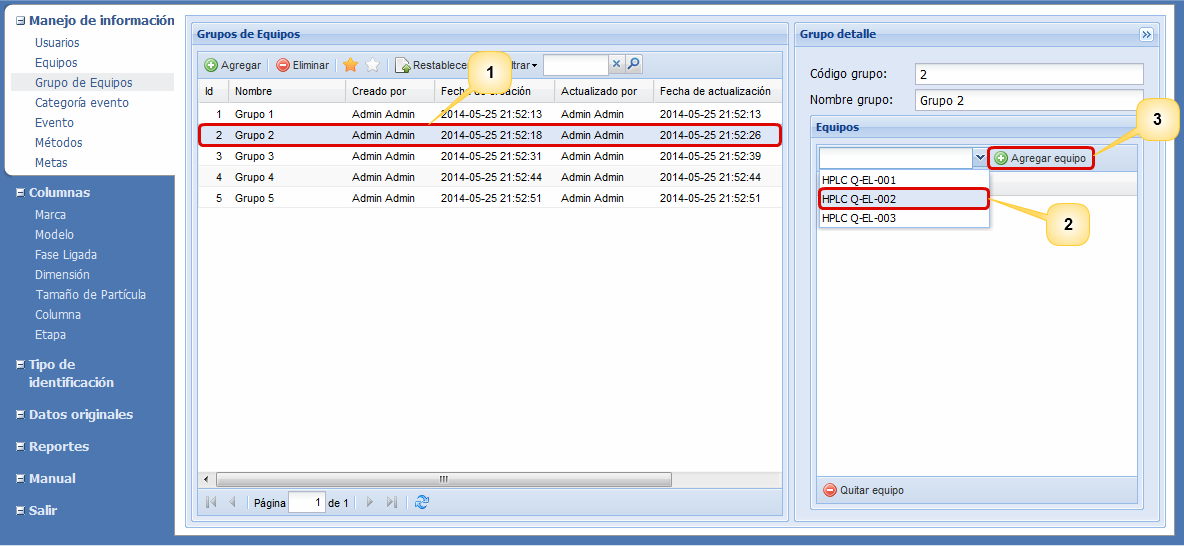 Manejo de información
Usuarios
Equipos
Grupo de Equipos
Categoría evento
Evento
Métodos
Metas
Columnas
Marca
Modelo
Fase Ligada
Dimensión
Tamaño de Partícula
Columna
Etapa
Tipo de
identificación
Datos originales
Reportes
Manual
Salir
Grupos de Equipos
Agregar Eliminar
1
Id Nombre Creado por Actualizado por Fecha de actualización
1 Grupo 1 Admin Admin 2014-05-25 21:52:13 Admin Admin 2014-05-25 21:52:13
2 Grupo 2 Admin Admin 2014-05-25 21:52:18 Admin Admin 2014-05-25 21:52:26
3 Grupo 3 Admin Admin 2014-05-25 21:52:31 Admin Admin 2014-05-25 21:52:39
4 Grupo 4 Admin Admin 2014-05-25 21:52:44 Admin Admin 2014-05-25 21:52:44
5 Grupo 5 Admin Admin 2014-05-25 21:52:51 Admin Admin 2014-05-25 21:52:51
Página 1 de 1
Grupo detalle
Código grupo: 2
Nombre grupo: Grupo 2
Equipos
3
Agregar equipo
HPLC Q-EL-001
HPLC Q-EL-002
HPLC Q-EL-003
2
Quitar equipo